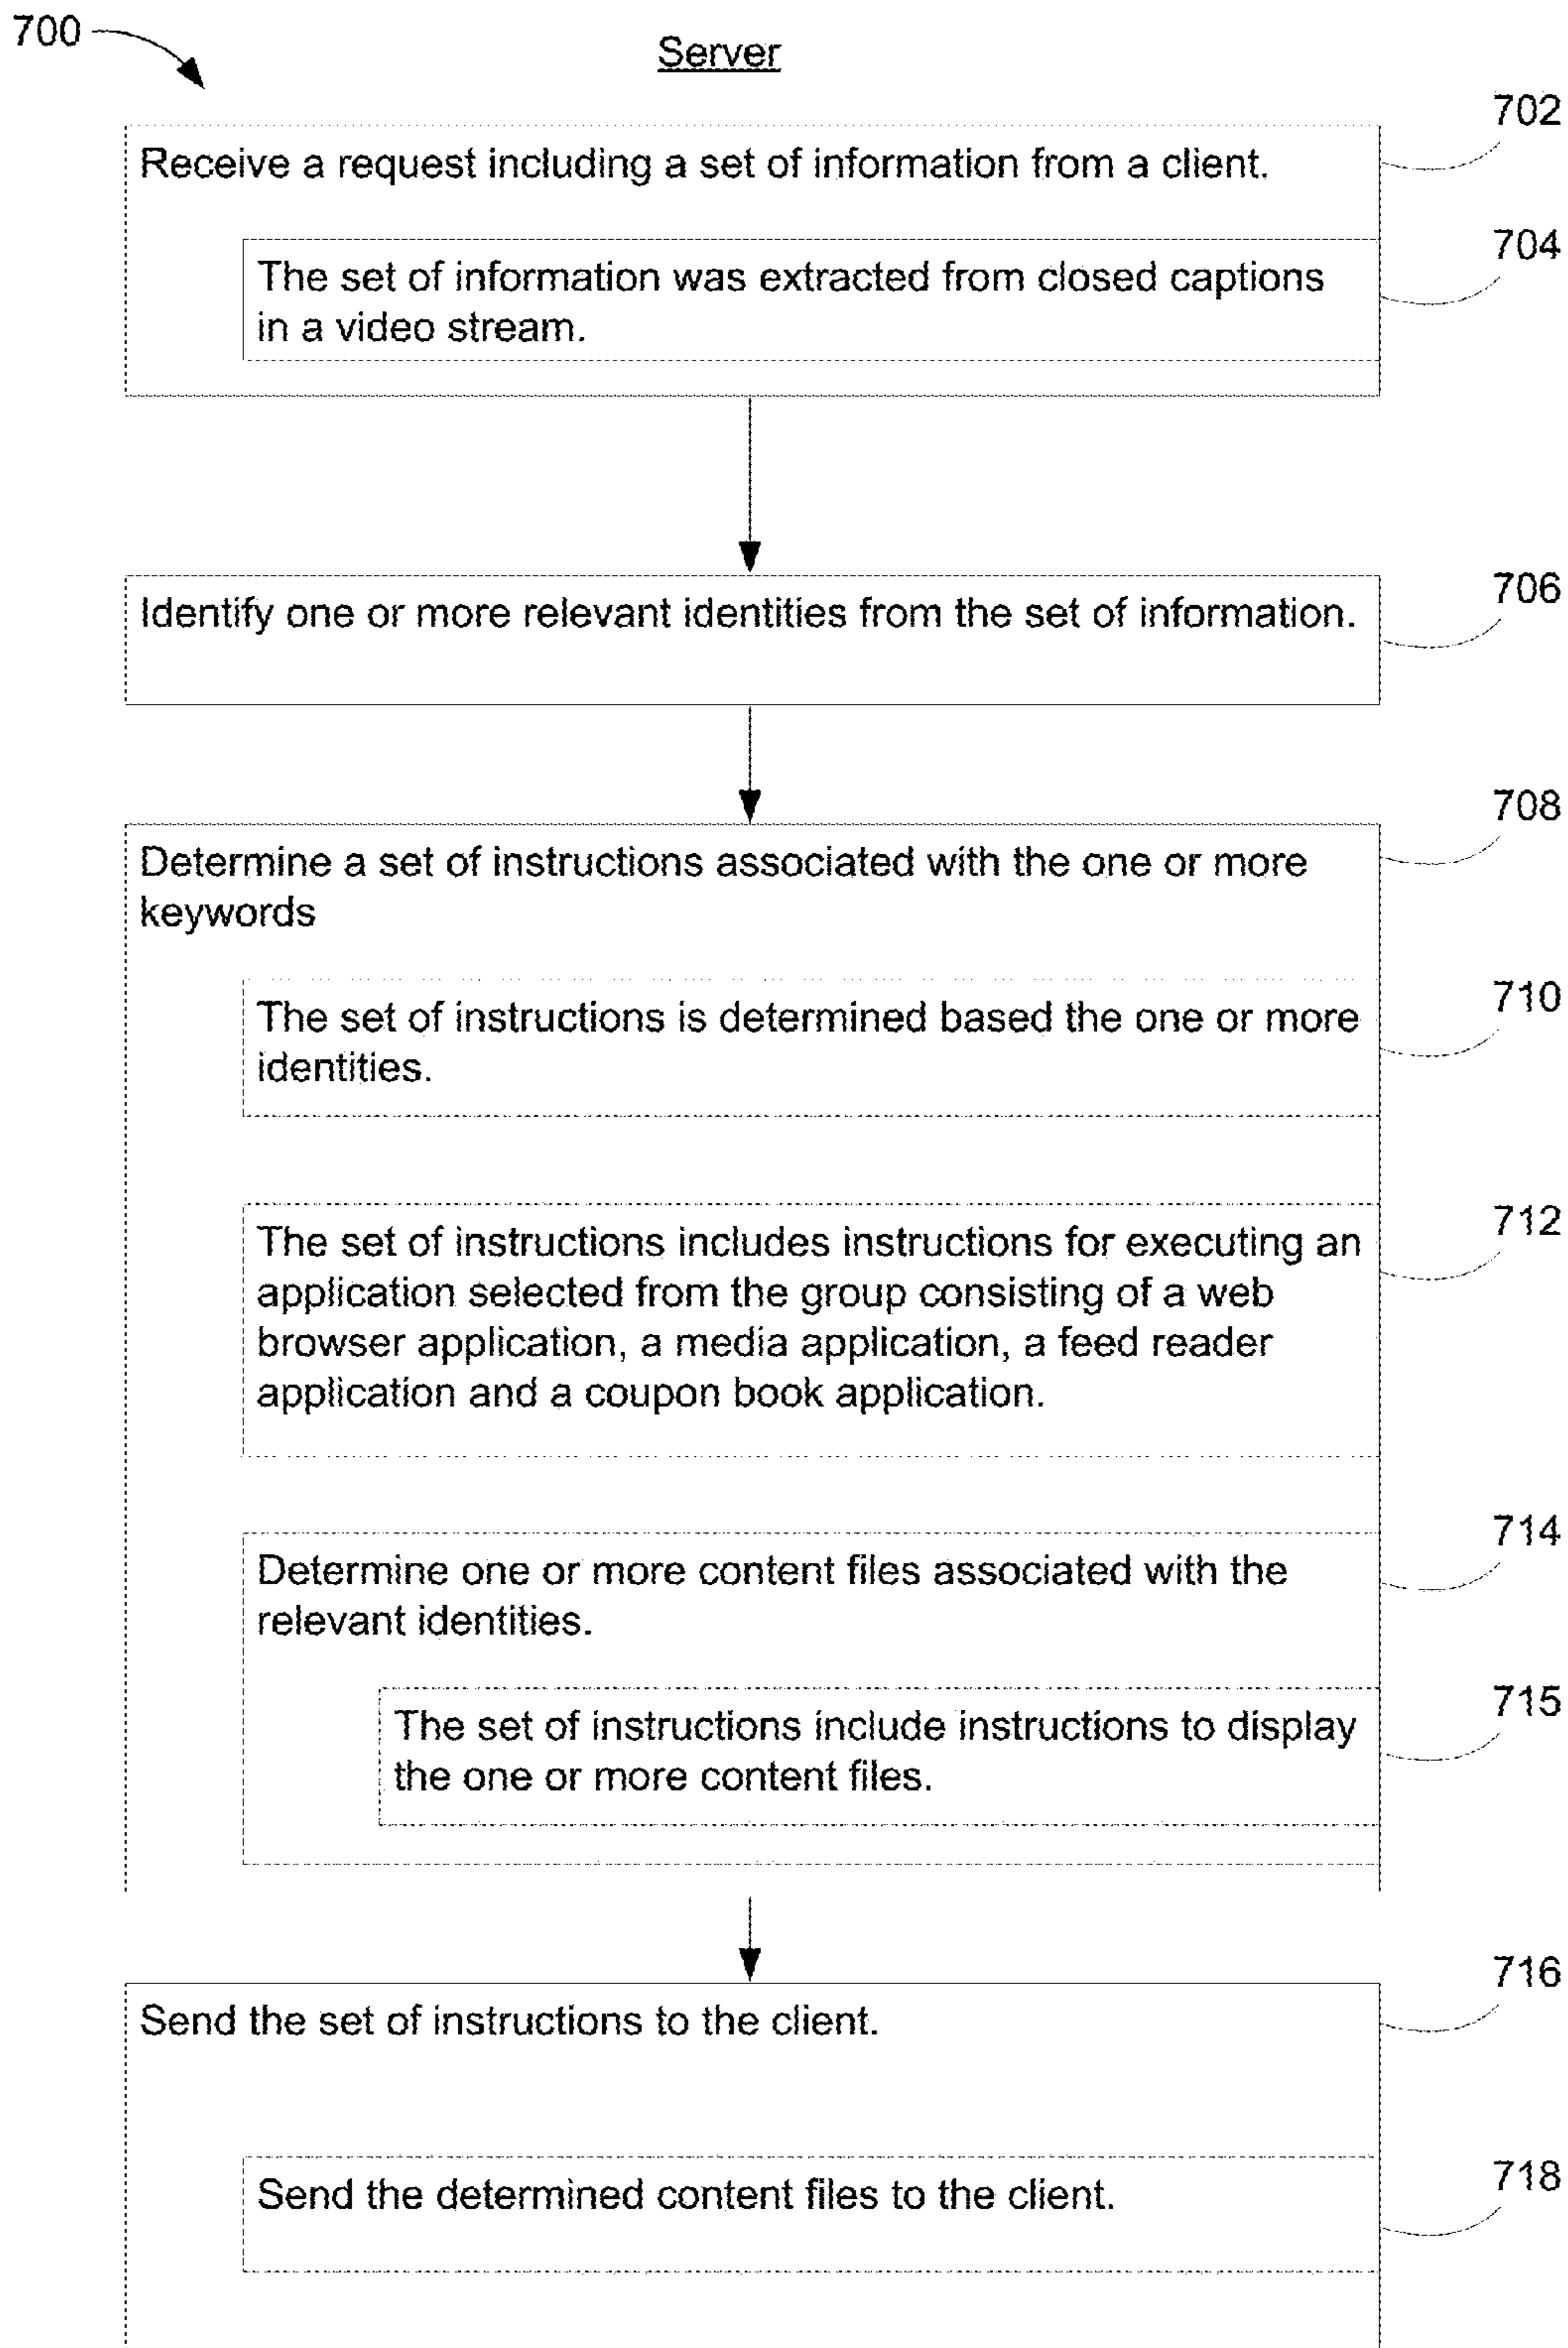 700
Server
702
Receive a request including a set of information from a client.
704
The set of information was extracted from closed captions
in a video stream.
706
Identify one or more relevant identities from the set of information.
708
Determine a set of instructions associated with the one or more
keywords
710
The set of instructions is determined based the one or more
identities.
712
The set of instructions includes instructions for executing an
application selected from the group consisting of a web
browser application, a media application, a feed reader
application and a coupon book application.
714
Determine one or more content files associated with the
relevant identities.
715
The set of instructions include instructions to display
the one or more content files.
716
Send the set of instructions to the client.
718
Send the determined content files to the client.